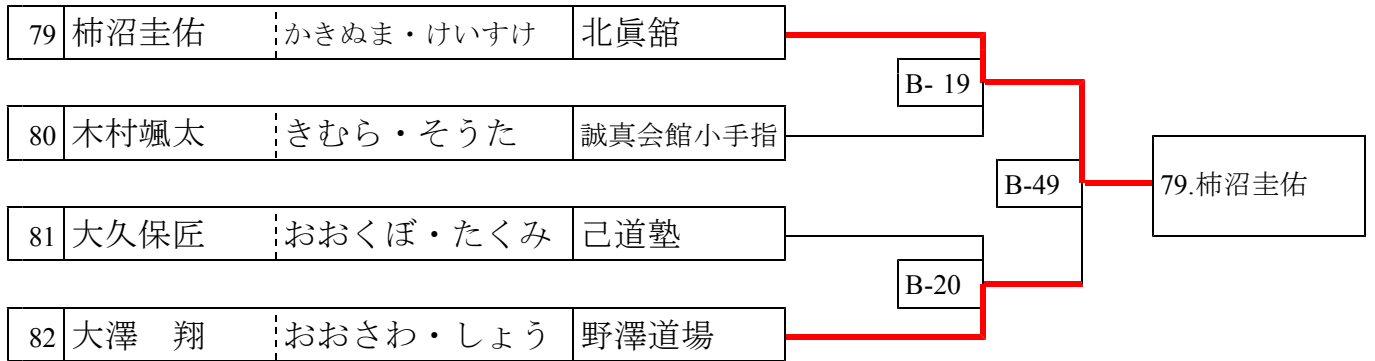 79 柿沼圭佑 かきぬま・けいすけ 北眞舘
B- 19
80 木村颯太 きむら・そうた 誠真会館小手指
B-49
79.柿沼圭佑
81 大久保匠 おおくぼ・たくみ 己道塾
B-20
82 大澤　翔 おおさわ・しょう 野澤道場